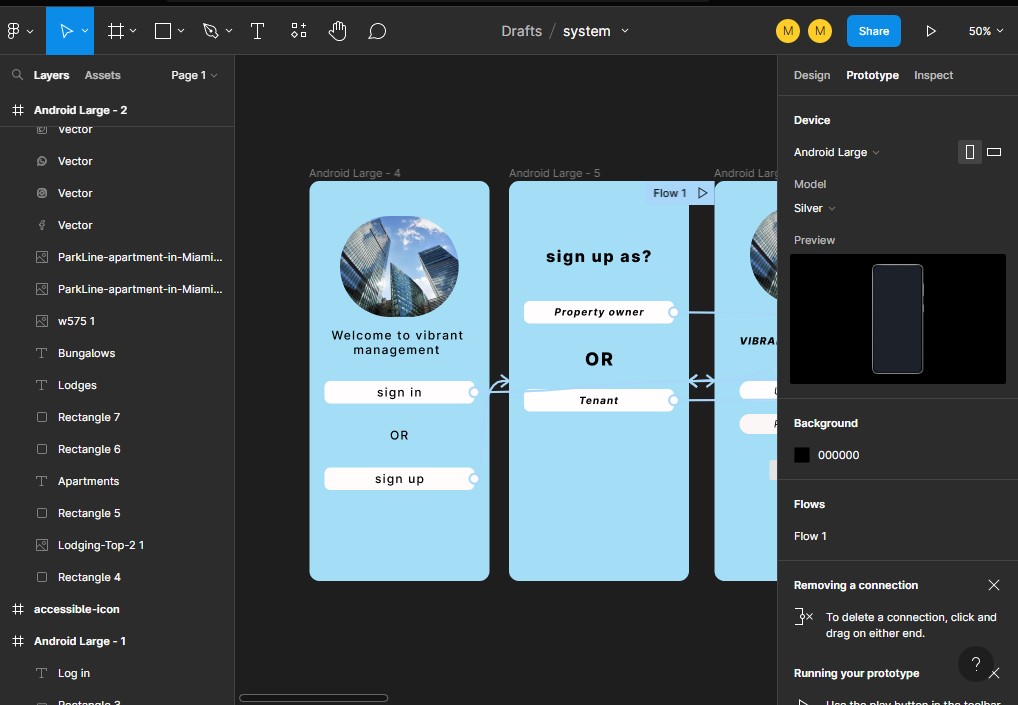 Drafts / system
M
M
Share
50%
Layers
Assets
Page 1
Android Large - 2
Vector
Vector
Vector
Vector
ParkLine-apartment-in-Miami...
ParkLine-apartment-in-Miami...
w575 1
Bungalows
Lodges
Rectangle 7
Rectangle 6
Apartments
Rectangle 5
Lodging-Top-2 1
Rectangle 4
accessible-icon
Android Large - 1
Log in
Rectangle 3
Android Large - 4
Welcome to vibrant
management
sign in
OR
sign up
Android Large - 5
Flow 1
sign up as?
Property owner
OR
Tenant
Android Larg
VIBRA
Design
Prototype
Inspect
Device
Android Large
Model
Silver
Preview
Background
000000
Flows
Flow 1
Removing a connection
To delete a connection, click and
drag on either end.
Running your prototype
?
Use the play button in the toolbar